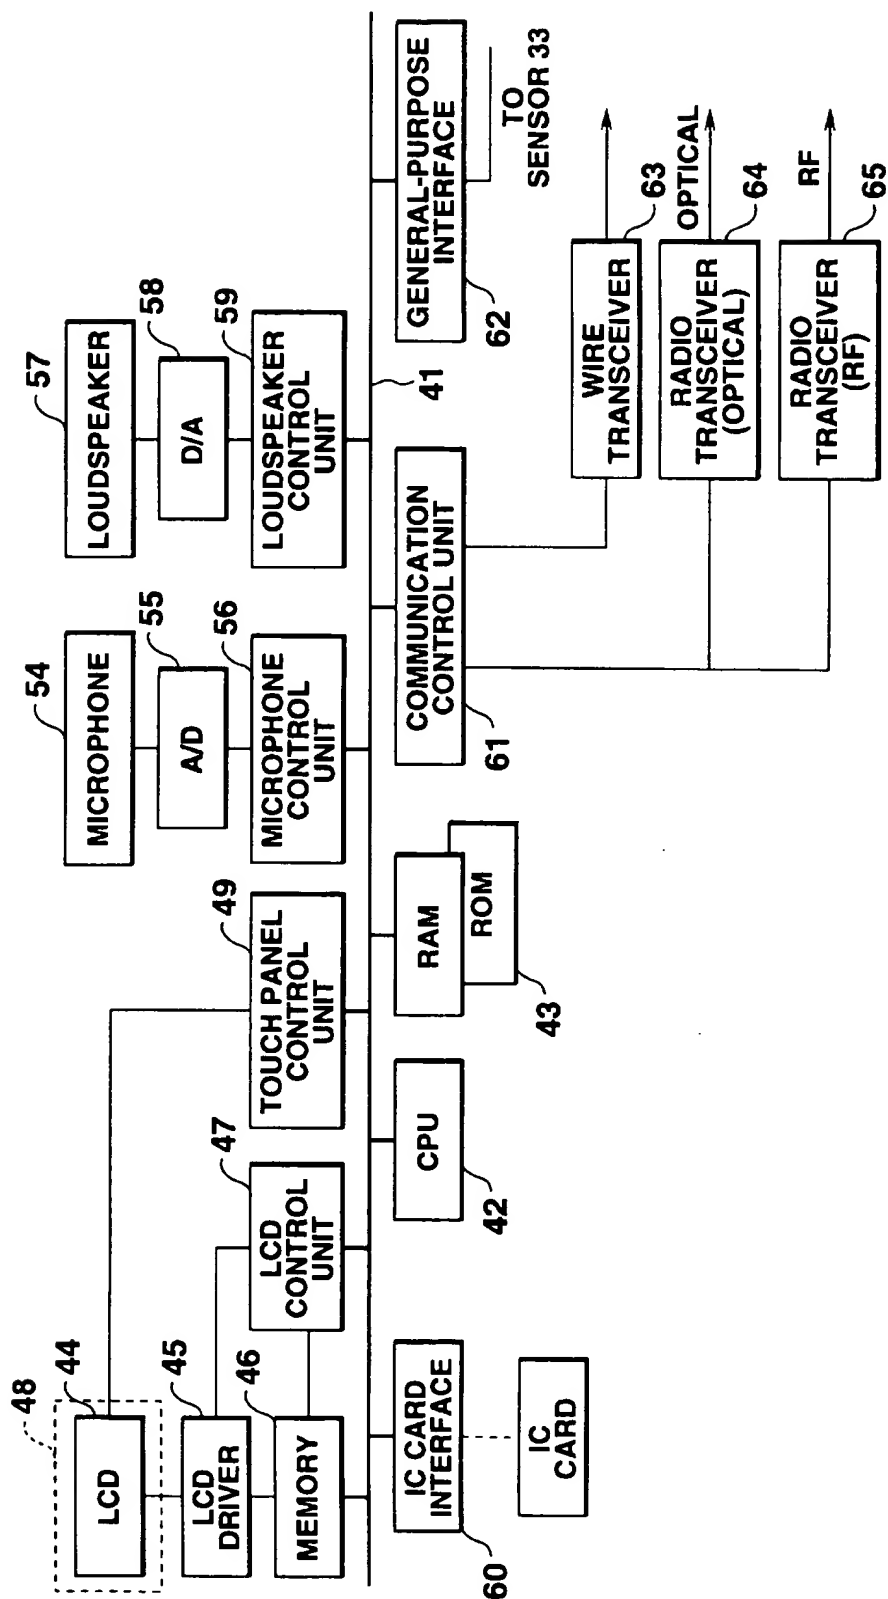 48
44
LCD
45
LCD
DRIVER
46
MEMORY
47
LCD
CONTROL
UNIT
49
TOUCH PANEL
CONTROL
UNIT
54
MICROPHONE
55
A/D
56
MICROPHONE
CONTROL
UNIT
57
LOUDSPEAKER
58
D/A
59
LOUDSPEAKER
CONTROL
UNIT
41
IC CARD
INTERFACE
60
IC
CARD
CPU
42
RAM
ROM
43
COMMUNICATION
CONTROL UNIT
61
GENERAL-PURPOSE
INTERFACE
62
TO
SENSOR 33
WIRE
TRANSCEIVER
63
RADIO
TRANSCEIVER
(OPTICAL)
64
OPTICAL
RADIO
TRANSCEIVER
(RF)
65
RF